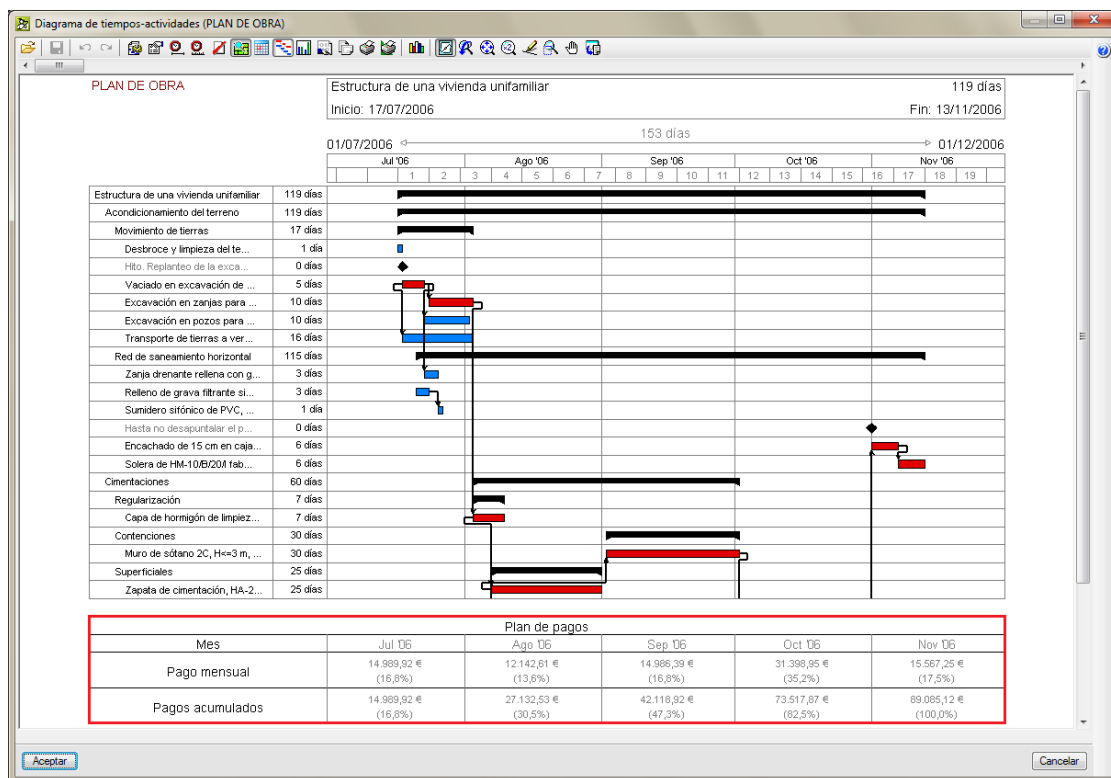 Diagrama de tiempos-actividades (PLAN DE OBRA)
PLAN DE OBRA
Estructura de una vivienda unifamiliar 119 días
Inicio: 17/07/2006 Fin: 13/11/2006
153 días
01/07/2006 01/12/2006
Jul '06 Ago '06 Sep '06 Oct '06 Nov '06
1 2 3 4 5 6 7 8 9 10 11 12 13 14 15 16 17 18 19
Estructura de una vivienda unifamiliar 119 días
Acondicionamiento del terreno 119 días
Movimiento de tierras 17 días
Desbroce y limpieza del te... 1 día
Hito. Replanteo de la exca... 0 días
Vaciado en excavación de ... 5 días
Excavación en zanjas para ... 10 días
Excavación en pozos para ... 10 días
Transporte de tierras a ver... 16 días
Red de saneamiento horizontal 115 días
Zanja drenante rellena con g... 3 días
Relleno de grava filtrante si... 3 días
Sumidero sifónico de PVC, ... 1 día
Hasta no desapuntalar el p... 0 días
Encachado de 15 cm en caja... 6 días
Solera de HM-10/B/20/I fab... 6 días
Cimentaciones 60 días
Regularización 7 días
Capa de hormigón de limpiez... 7 días
Contenciones 30 días
Muro de sótano 2C, H<=3 m, ... 30 días
Superficiales 25 días
Zapata de cimentación, HA-2... 25 días
Plan de pagos
Mes Jul '06 Ago '06 Sep '06 Oct '06 Nov '06
Pago mensual 14.989,92 € 12.142,61 € 14.986,39 € 31.398,95 € 15.567,25 €
(16,8%) (13,6%) (16,8%) (35,2%) (17,5%)
Pagos acumulados 14.989,92 € 27.132,53 € 42.118,92 € 73.517,87 € 89.085,12 €
(16,8%) (30,5%) (47,3%) (82,5%) (100,0%)
Aceptar Cancelar